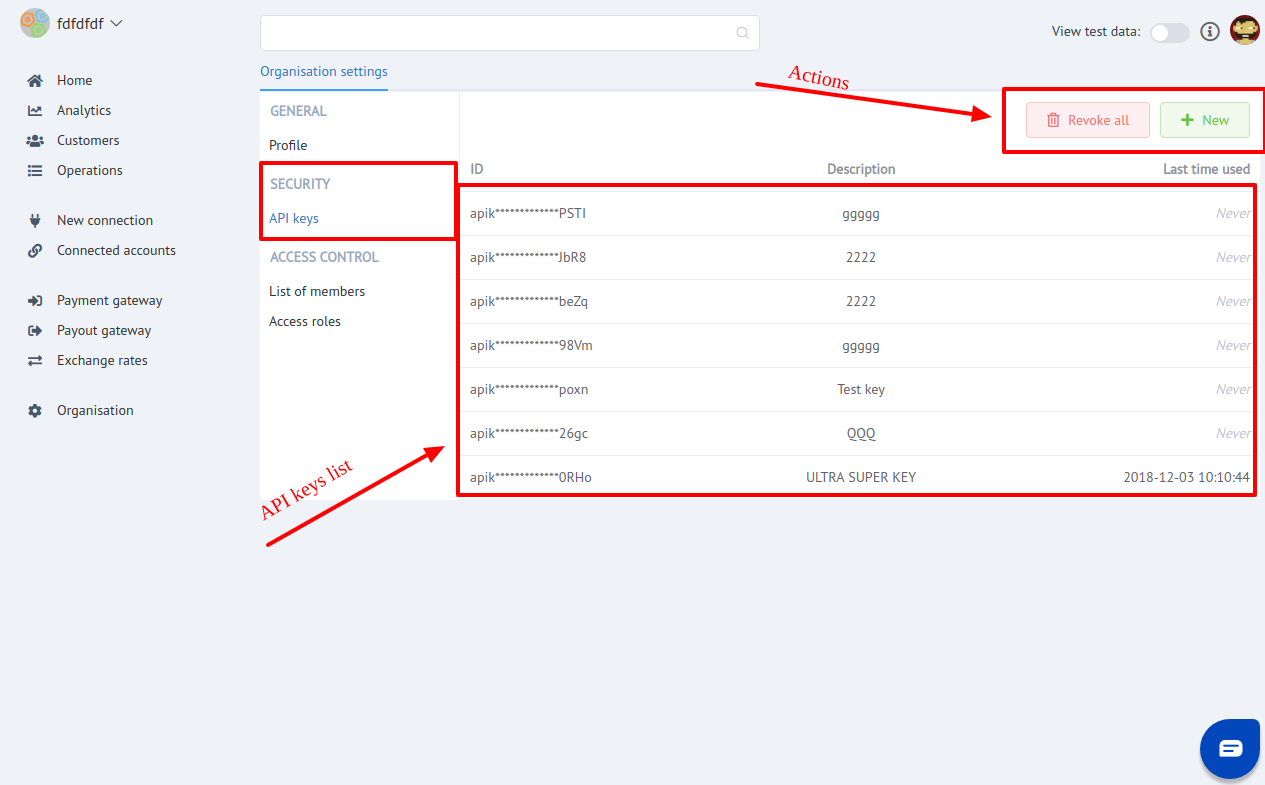 fdfdfdf
View test data:
Home
Analytics
Customers
Operations
New connection
Connected accounts
Payment gateway
Payout gateway
Exchange rates
Organisation
Organisation settings
Actions
GENERAL
Profile
SECURITY
API keys
ACCESS CONTROL
List of members
Access roles
API keys list
Revoke all
New
ID Description Last time used
apik*************PSTI ggggg Never
apik*************JbR8 2222 Never
apik*************beZq 2222 Never
apik*************98Vm ggggg Never
apik*************poxn Test key Never
apik*************26gc QQQ Never
apik*************0RHo ULTRA SUPER KEY 2018-12-03 10:10:44